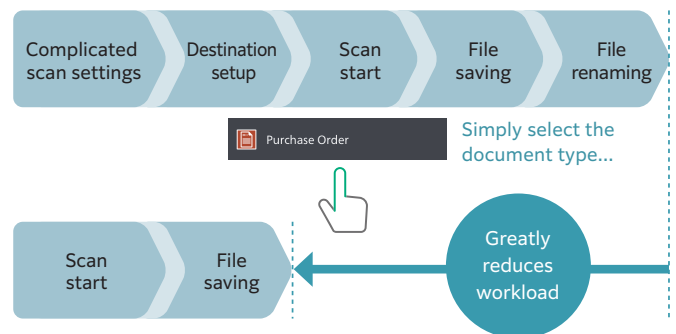 Complicated
scan settings
Destination
setup
Scan
start
File
saving
File
renaming
Purchase Order
Simply select the
document type...
Scan
start
File
saving
Greatly
reduces
workload